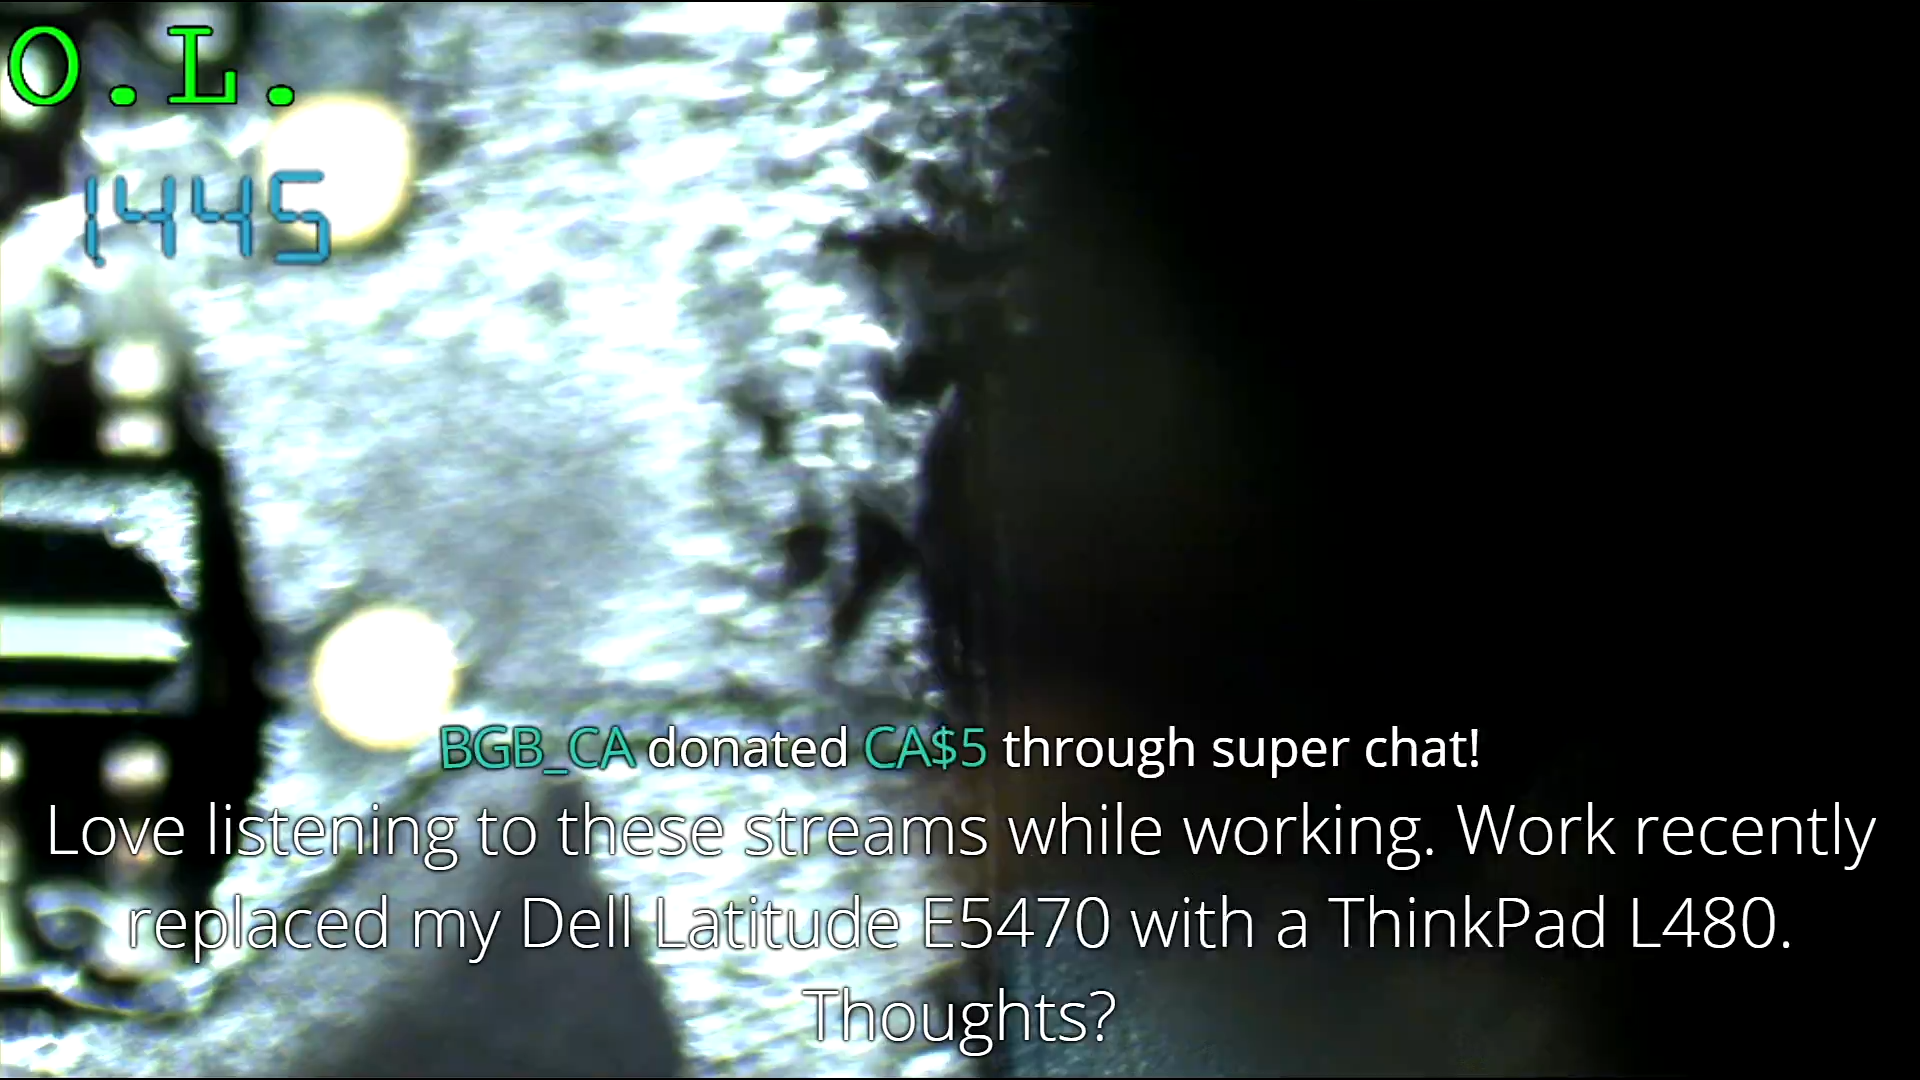 O.L.
1445
BGB_CA donated CA$5 through super chat!
Love listening to these streams while working. Work recently
replaced my Dell Latitude E5470 with a ThinkPad L480.
Thoughts?